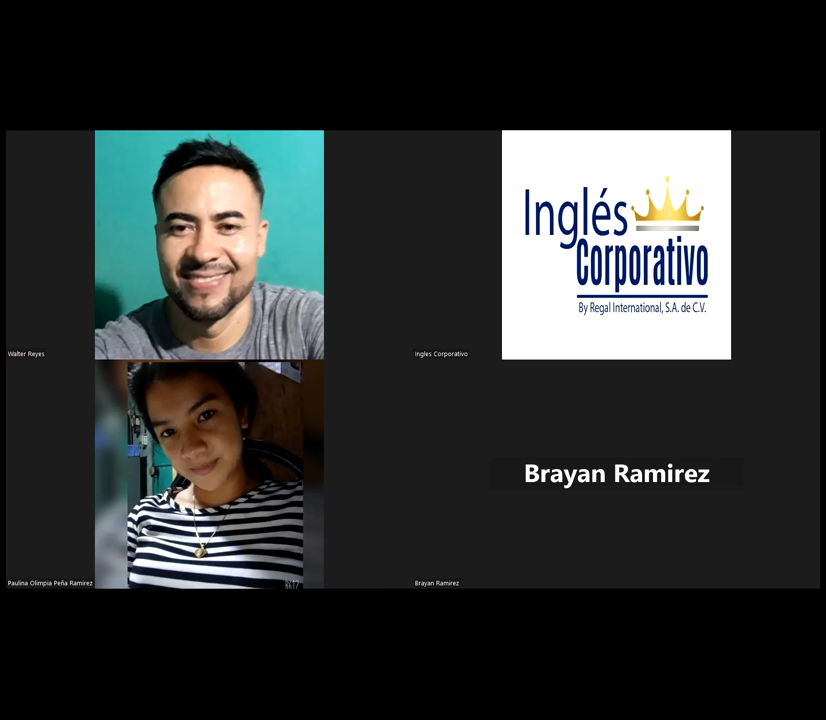 Inglés
Corporativo
By Regal International, S.A. de C.V.
Walter Reyes
Ingles Corporativo
Brayan Ramirez
Paulina Olimpia Peña Ramirez
Brayan Ramirez